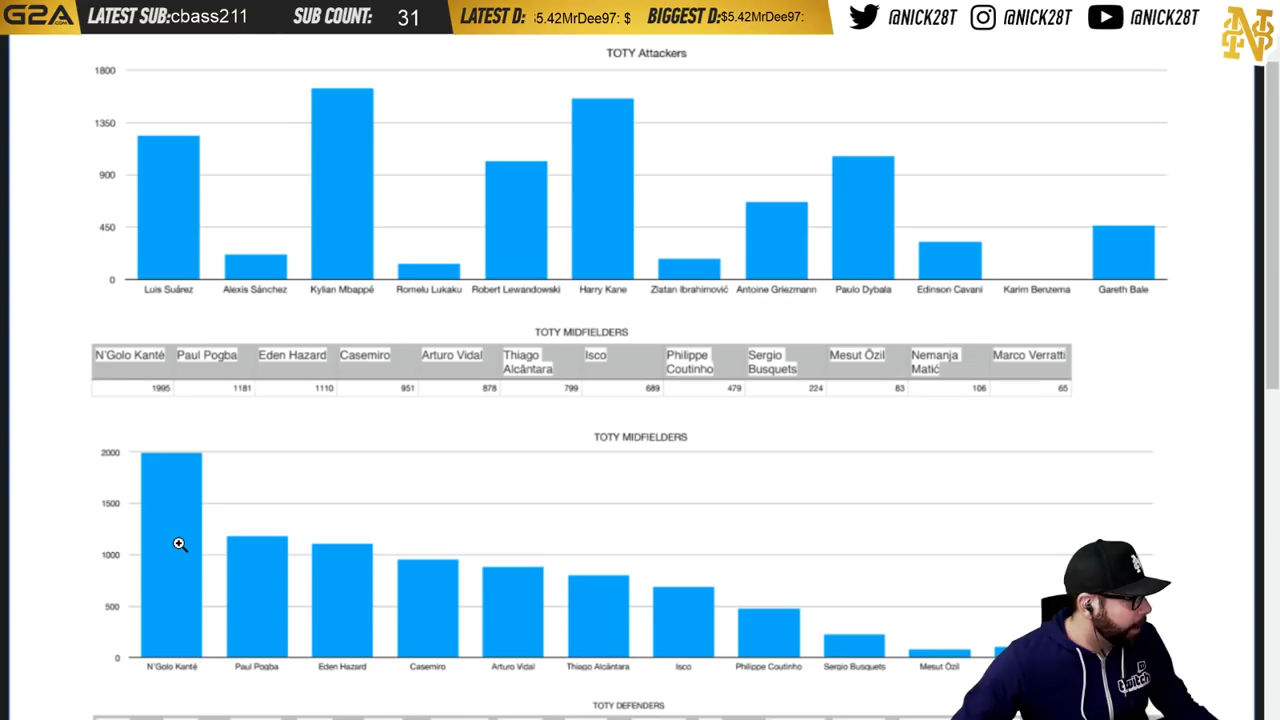 G2A .COM LATEST SUB: cbass211 SUB COUNT: 31 LATEST D: 5.42MrDee97: $ BIGGEST D: $5.42MrDee97: @NICK28T @NICK28T @NICK28T
TOTY Attackers
1800
1350
900
450
0
Luis Suárez Alexis Sánchez Kylian Mbappé Romelu Lukaku Robert Lewandowski Harry Kane Zlatan Ibrahimović Antoine Griezmann Paulo Dybala Edinson Cavani Karim Benzema Gareth Bale
TOTY MIDFIELDERS
N'Golo Kanté Paul Pogba Eden Hazard Casemiro Arturo Vidal Thiago Alcântara Isco Philippe Coutinho Sergio Busquets Mesut Özil Nemanja Matić Marco Verratti
1995 1181 1110 951 878 799 689 479 224 83 106 65
TOTY MIDFIELDERS
2000
1500
1000
500
0
N'Golo Kanté Paul Pogba Eden Hazard Casemiro Arturo Vidal Thiago Alcântara Isco Philippe Coutinho Sergio Busquets Mesut Özil
twitch
TOTY DEFENDERS